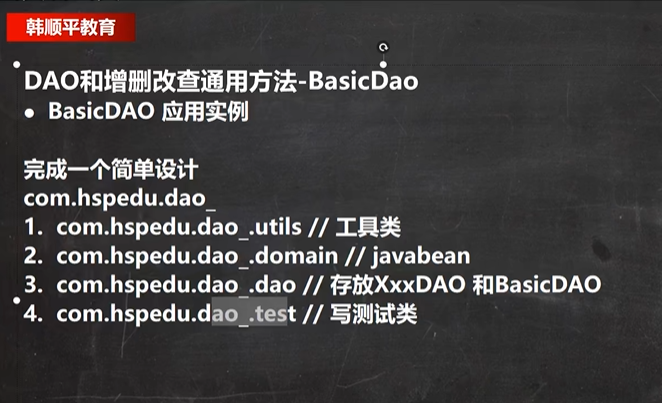 韩顺平教育
DAO和增删改查通用方法-BasicDao
● BasicDAO 应用实例
完成一个简单设计
com.hspedu.dao_
1. com.hspedu.dao_.utils // 工具类
2. com.hspedu.dao_.domain // javabean
3. com.hspedu.dao_.dao // 存放XxxDAO 和BasicDAO
4. com.hspedu.dao_.test // 写测试类